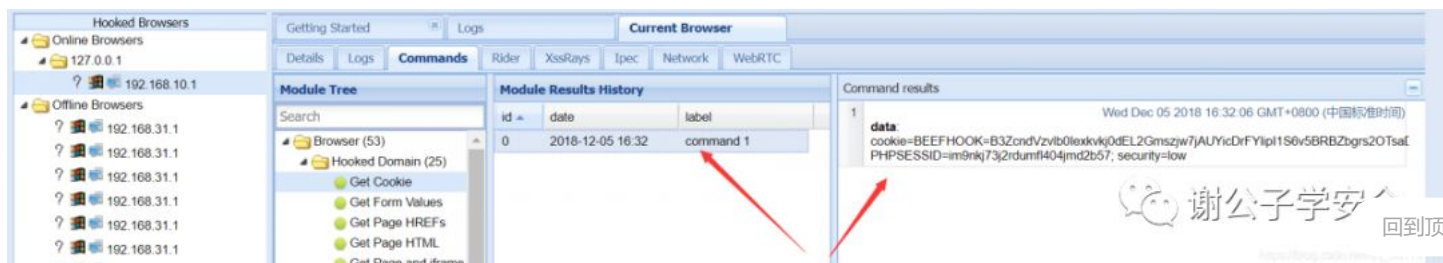 Hooked Browsers
Online Browsers
127.0.0.1
? 192.168.10.1
Offline Browsers
? 192.168.31.1
? 192.168.31.1
? 192.168.31.1
? 192.168.31.1
? 192.168.31.1
? 192.168.31.1
Getting Started
Logs
Current Browser
Details
Logs
Commands
Rider
XssRays
Ipec
Network
WebRTC
Module Tree
Search
Browser (53)
Hooked Domain (25)
Get Cookie
Get Form Values
Get Page HREFs
Get Page HTML
Get Page and iframe
Module Results History
id date label
0 2018-12-05 16:32 command 1
Command results
1 Wed Dec 05 2018 16:32:06 GMT+0800 (中国标准时间)
data:
PHPSESSID=im9nkj73j2rdumfl404jmd2b57; security=low
谢公子学安全
回到顶